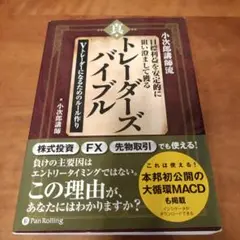 小次郎講師流
目標利益を安定的に
狙い澄まして獲る
真
トレーダーズ
バイブル
Vトレーダーになるためのルール作り
小次郎講師
株式投資
FX
先物取引
でも使える!
負けの主要因は
エントリータイミングではない。
この理由が、
あなたにはわかりますか?
これは使える!
本邦初公開の
大循環MACD
も掲載
Pan Rolling